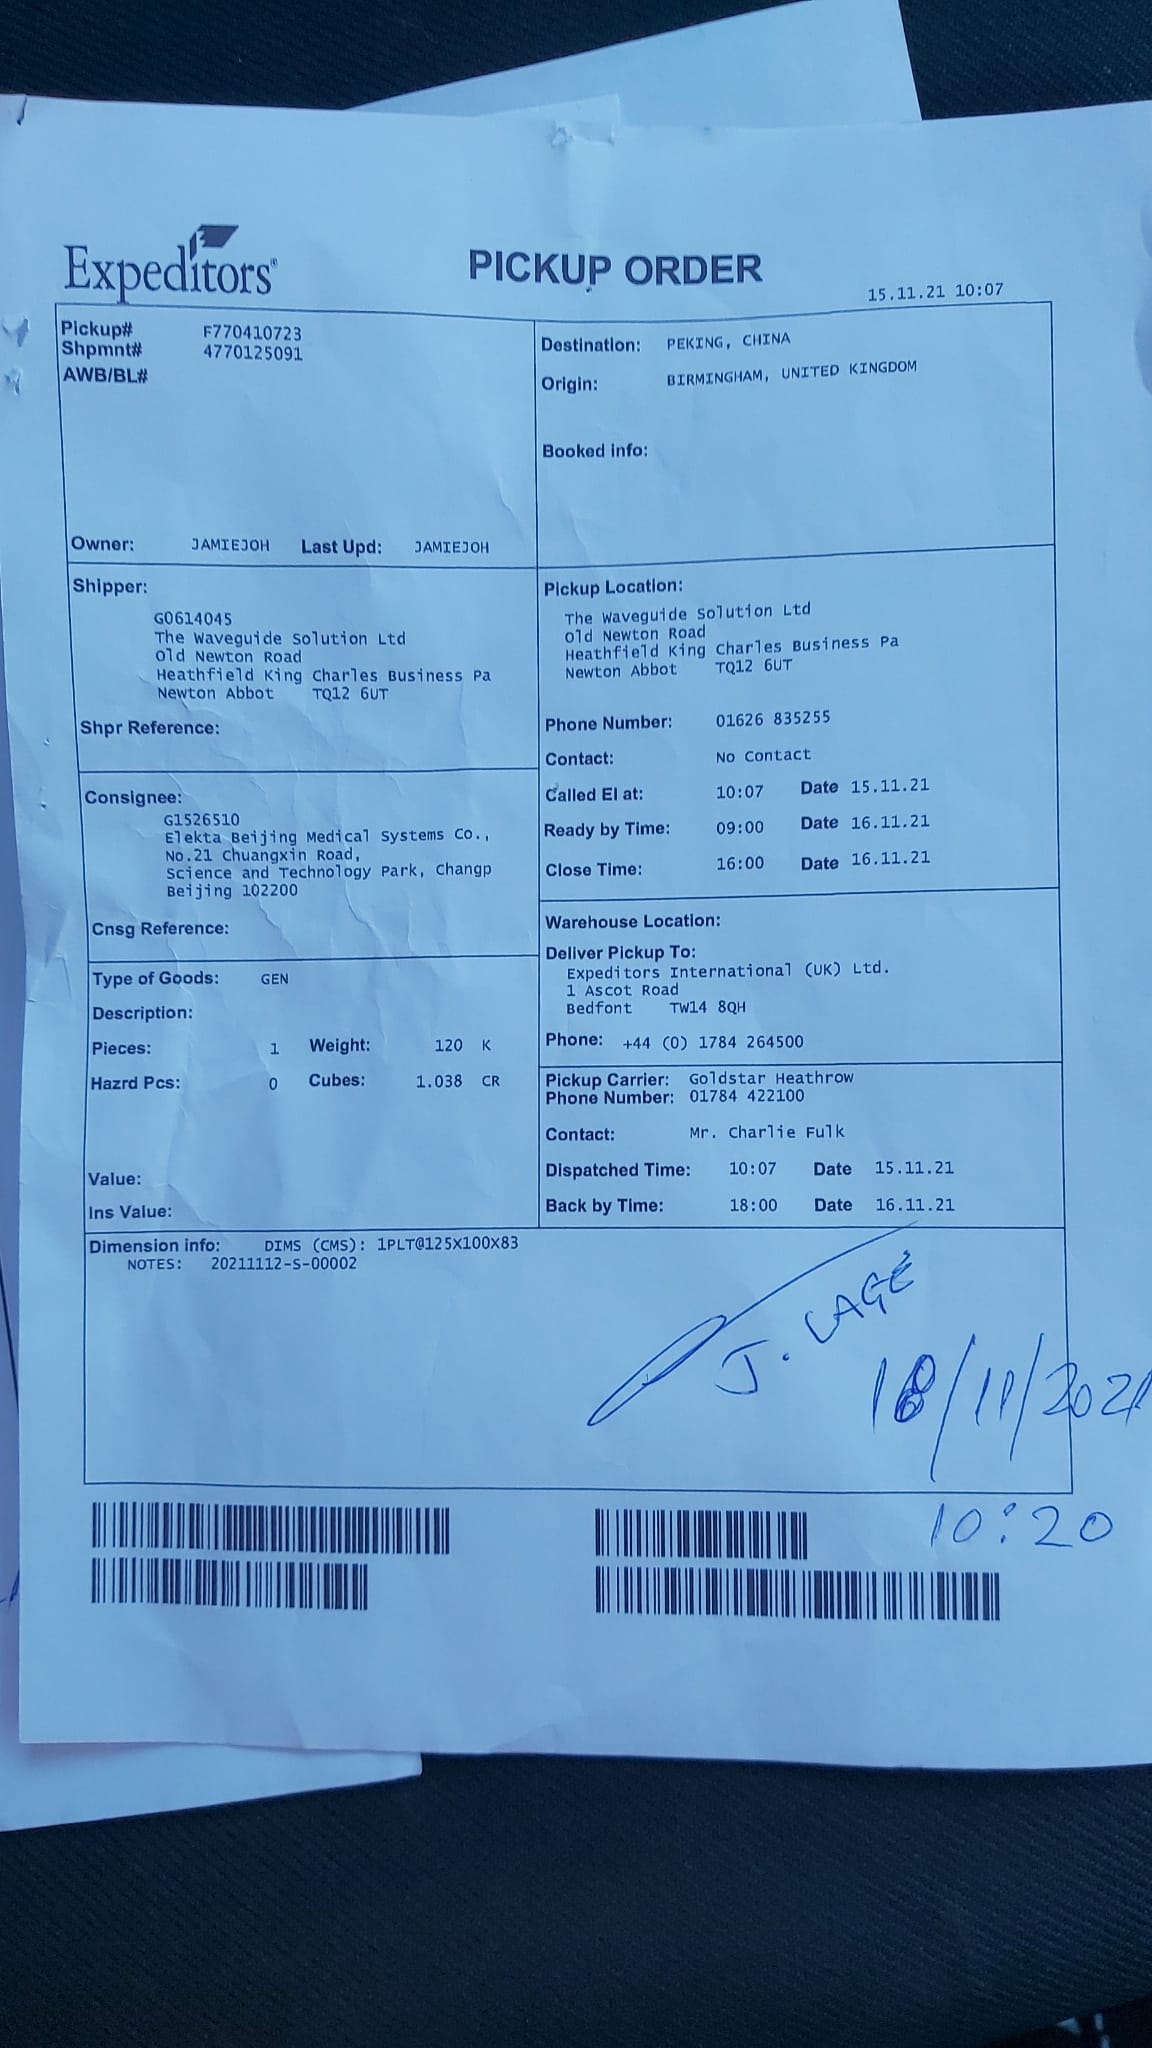 Expeditors®
PICKUP ORDER
15.11.21 10:07
Pickup# F770410723
Shpmnt# 4770125091
AWB/BL#
Owner: JAMIEJOH Last Upd: JAMIEJOH
Destination: PEKING, CHINA
Origin: BIRMINGHAM, UNITED KINGDOM
Booked info:
Shipper:
G0614045
The Waveguide Solution Ltd
Old Newton Road
Heathfield King Charles Business Pa
Newton Abbot TQ12 6UT
Shpr Reference:
Pickup Location:
The Waveguide Solution Ltd
Old Newton Road
Heathfield King Charles Business Pa
Newton Abbot TQ12 6UT
Phone Number: 01626 835255
Contact: No Contact
Called EI at: 10:07 Date 15.11.21
Ready by Time: 09:00 Date 16.11.21
Close Time: 16:00 Date 16.11.21
Consignee:
G1526510
Elekta Beijing Medical Systems Co.,
No.21 Chuangxin Road,
Science and Technology Park, Changp
Beijing 102200
Cnsg Reference:
Warehouse Location:
Deliver Pickup To:
Expeditors International (UK) Ltd.
1 Ascot Road
Bedfont TW14 8QH
Phone: +44 (0) 1784 264500
Type of Goods: GEN
Description:
Pieces: 1 Weight: 120 K
Hazrd Pcs: 0 Cubes: 1.038 CR
Value:
Ins Value:
Pickup Carrier: Goldstar Heathrow
Phone Number: 01784 422100
Contact: Mr. Charlie Fulk
Dispatched Time: 10:07 Date 15.11.21
Back by Time: 18:00 Date 16.11.21
Dimension info: DIMS (CMS): 1PLT@125X100X83
NOTES: 20211112-S-00002
J. LAGE
10:20